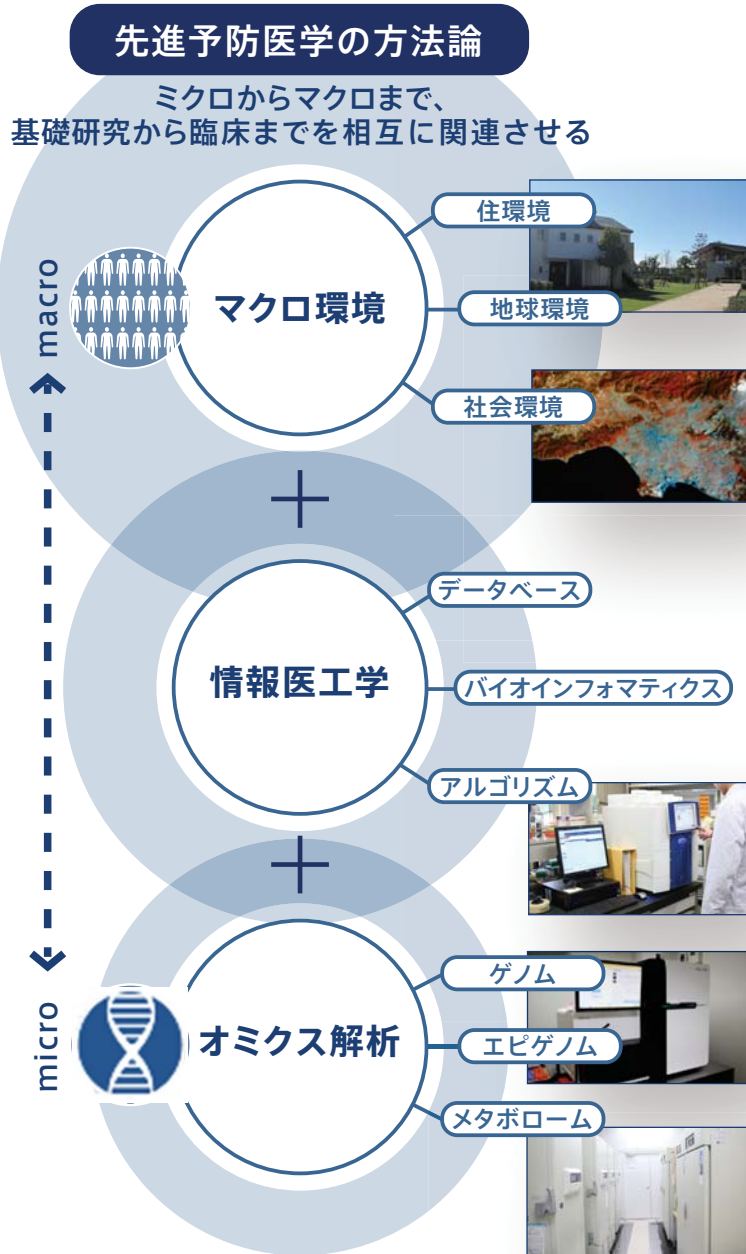 先進予防医学の方法論
ミクロからマクロまで、
基礎研究から臨床までを相互に関連させる
macro
マクロ環境
住環境
地球環境
社会環境
情報医工学
データベース
バイオインフォマティクス
アルゴリズム
micro
オミクス解析
ゲノム
エピゲノム
メタボローム